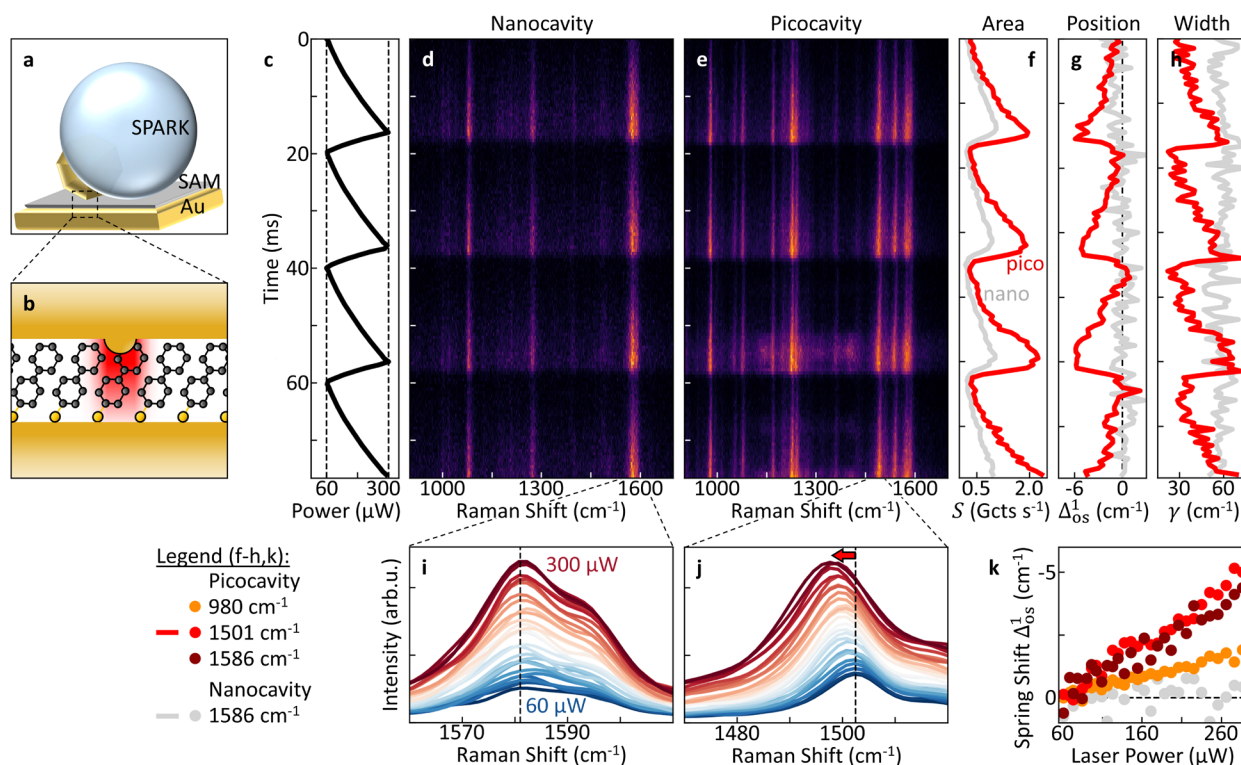 Nanocavity Picocavity Area Position Width
a c d e f g h
SPARK
SAM
Au
b
0
20
40
60
Time (ms)
pico
nano
60 300
Power (µW)
1000 1300 1600
Raman Shift (cm⁻¹)
1000 1300 1600
Raman Shift (cm⁻¹)
0.5 2.0
S (Gcts s⁻¹)
-6 0
Δ¹os (cm⁻¹)
30 60
γ (cm⁻¹)
Legend (f-h,k):
Picocavity
980 cm⁻¹
1501 cm⁻¹
1586 cm⁻¹
Nanocavity
1586 cm⁻¹
i
300 µW
60 µW
Intensity (arb.u.)
1570 1590
Raman Shift (cm⁻¹)
j
1480 1500
Raman Shift (cm⁻¹)
k
Spring Shift Δ¹os (cm⁻¹)
-5
0
60 160 260
Laser Power (µW)